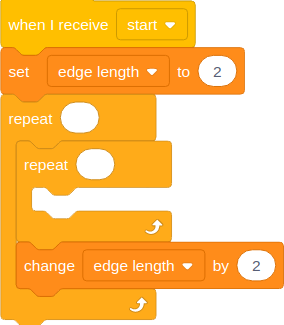 when I receive start
set edge length to 2
repeat
repeat
change edge length by 2